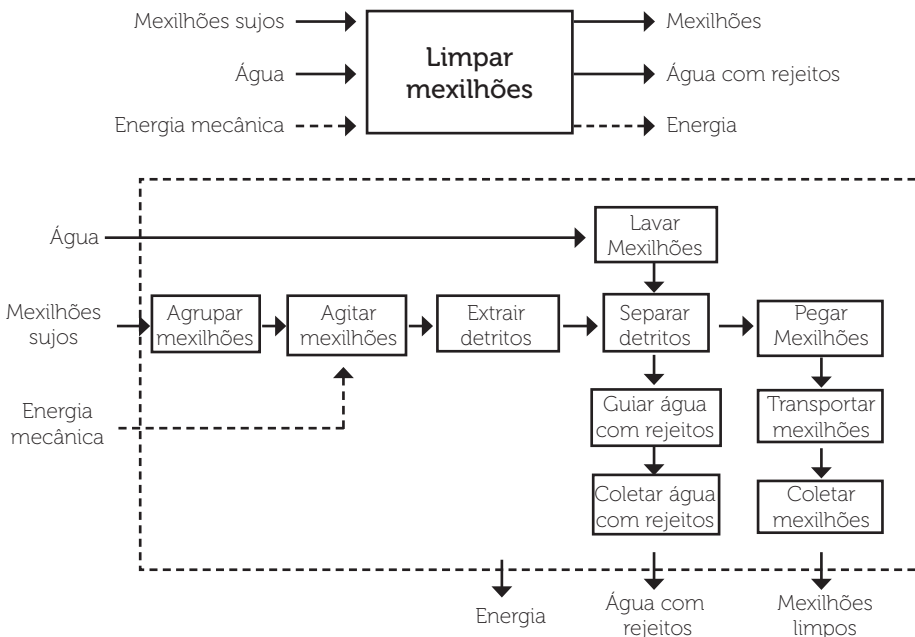 Mexilhões sujos
Água
Energia mecânica
Limpar
mexilhões
Mexilhões
Água com rejeitos
Energia
Água
Lavar
Mexilhões
Mexilhões
sujos
Agrupar
mexilhões
Agitar
mexilhões
Extrair
detritos
Separar
detritos
Pegar
Mexilhões
Energia
mecânica
Guiar água
com rejeitos
Transportar
mexilhões
Coletar água
com rejeitos
Coletar
mexilhões
Energia
Água com
rejeitos
Mexilhões
limpos